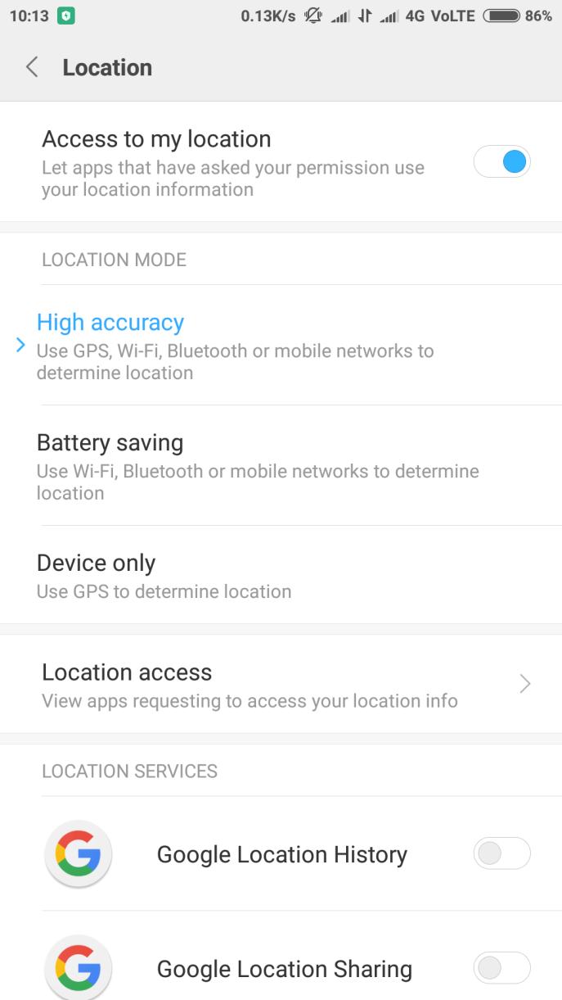 10:13 0.13K/s 4G VoLTE 86%
Location
Access to my location
Let apps that have asked your permission use
your location information
LOCATION MODE
High accuracy
Use GPS, Wi-Fi, Bluetooth or mobile networks to
determine location
Battery saving
Use Wi-Fi, Bluetooth or mobile networks to determine
location
Device only
Use GPS to determine location
Location access
View apps requesting to access your location info
LOCATION SERVICES
Google Location History
Google Location Sharing